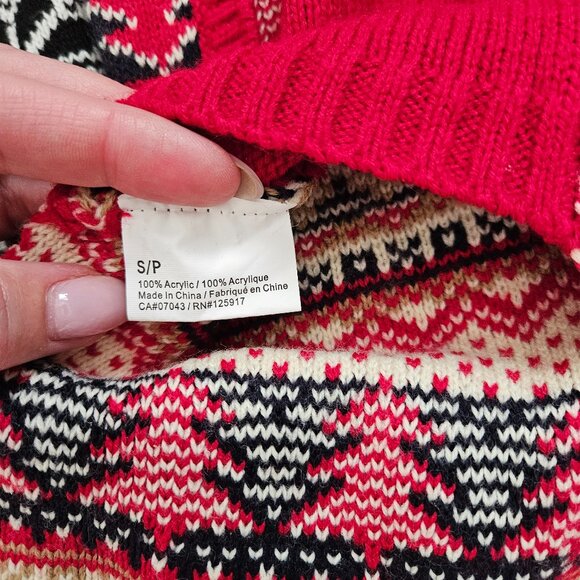 S/P
100% Acrylic / 100% Acrylique
Made in China / Fabriqué en Chine
CA#07043 / RN#125917